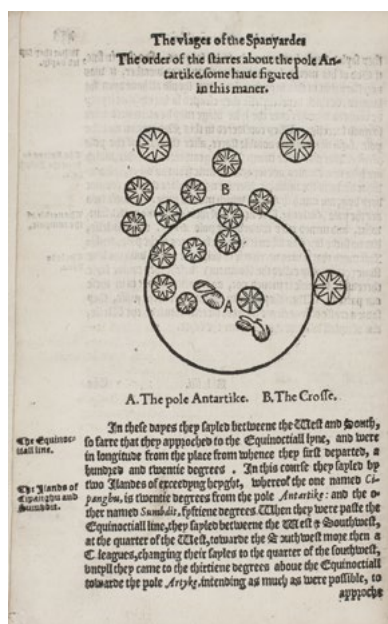 The viages of the Spanyardes
The order of the starres about the pole An-
tartike, some haue figured
in this maner.
B
A
A. The pole Antartike. B. The Crosse.
In these dayes they sayled betweene the West and South,
so farre that they approched to the Equinoctiall lyne, and were
in longitude from the place from whence they first departed, a
hundred and twentie degrees. In this course they sayled by
two Ilandes of exceedyng heyght, whereof the one named Ci-
panghu, is twentie degrees from the pole Antartike: and the o-
ther named Sumbdit, fyftiene degrees. When they were paste the
Equinoctiall line, they sayled betweene the West & Southwest,
at the quarter of the West, towarde the Southwest more then a
C leagues, changing their sayles to the quarter of the southwest,
vntyll they came to the thirtiene degrees aboue the Equinoctiall
towarde the pole Artyke, intending as much as were possible, to
approche
The Equinoc-
tiall line.
The Ilands of
Cipanghu and
Sumbdit.